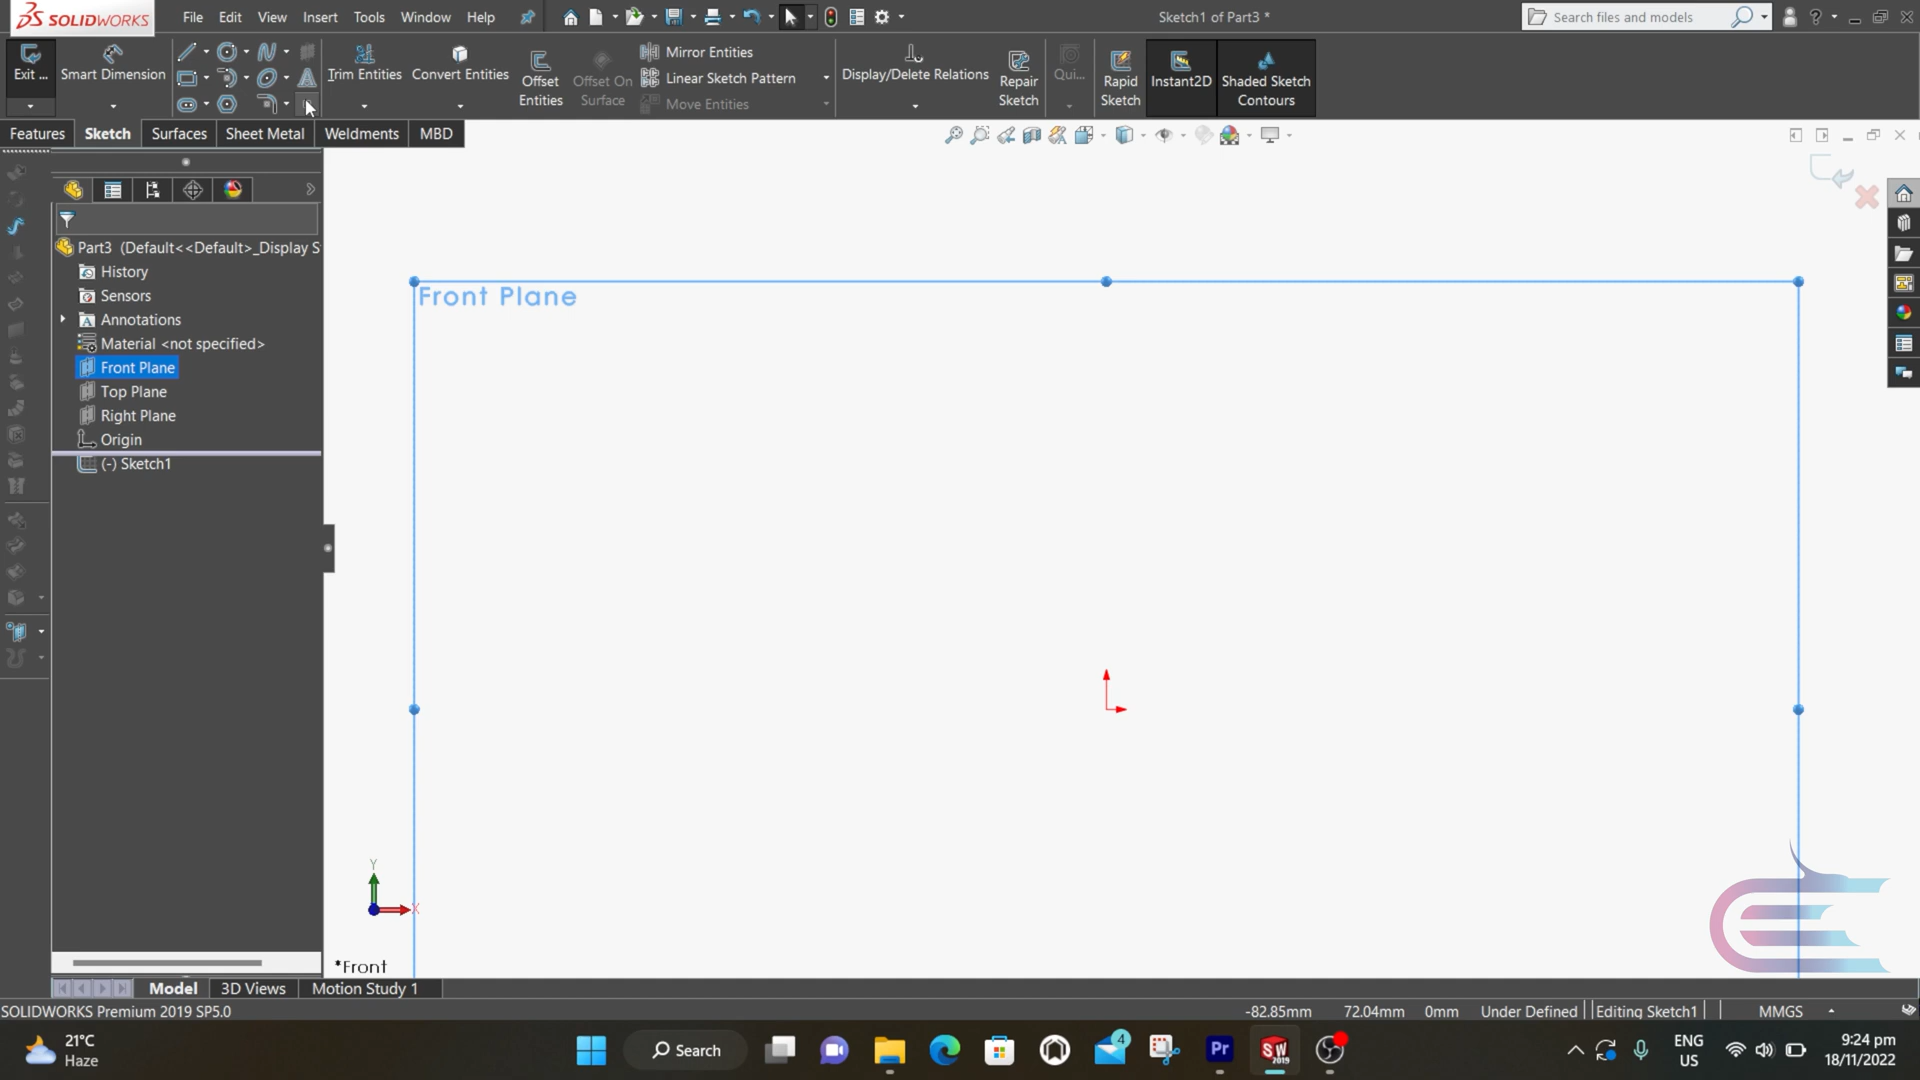 SOLIDWORKS File Edit View Insert Tools Window Help Sketch1 of Part3 * Search files and models
Exit ... Smart Dimension Trim Entities Convert Entities Offset Entities Offset On Surface Mirror Entities Linear Sketch Pattern Move Entities Display/Delete Relations Repair Sketch Qui... Rapid Sketch Instant2D Shaded Sketch Contours
Features Sketch Surfaces Sheet Metal Weldments MBD
Part3 (Default<<Default>_Display S
History
Sensors
Annotations
Material <not specified>
Front Plane
Top Plane
Right Plane
Origin
(-) Sketch1
Front Plane
Y
X
*Front
Model 3D Views Motion Study 1
SOLIDWORKS Premium 2019 SP5.0 -82.85mm 72.04mm 0mm Under Defined Editing Sketch1 MMGS
21°C
Haze
Search
4
Pr
SW
2019
ENG
US
9:24 pm
18/11/2022